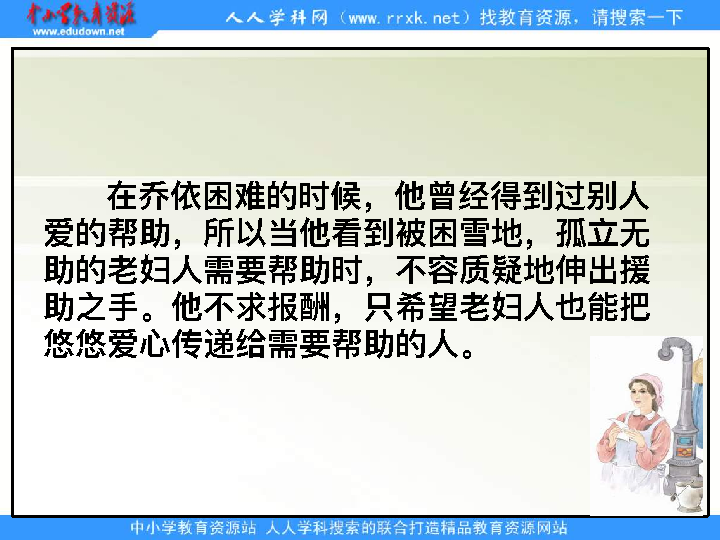 中小学教育资源
www.edudown.net
人人学科网（www.rrxk.net）找教育资源，请搜索一下
在乔依困难的时候，他曾经得到过别人
爱的帮助，所以当他看到被困雪地，孤立无
助的老妇人需要帮助时，不容质疑地伸出援
助之手。他不求报酬，只希望老妇人也能把
悠悠爱心传递给需要帮助的人。
中小学教育资源站 人人学科搜索的联合打造精品教育资源网站